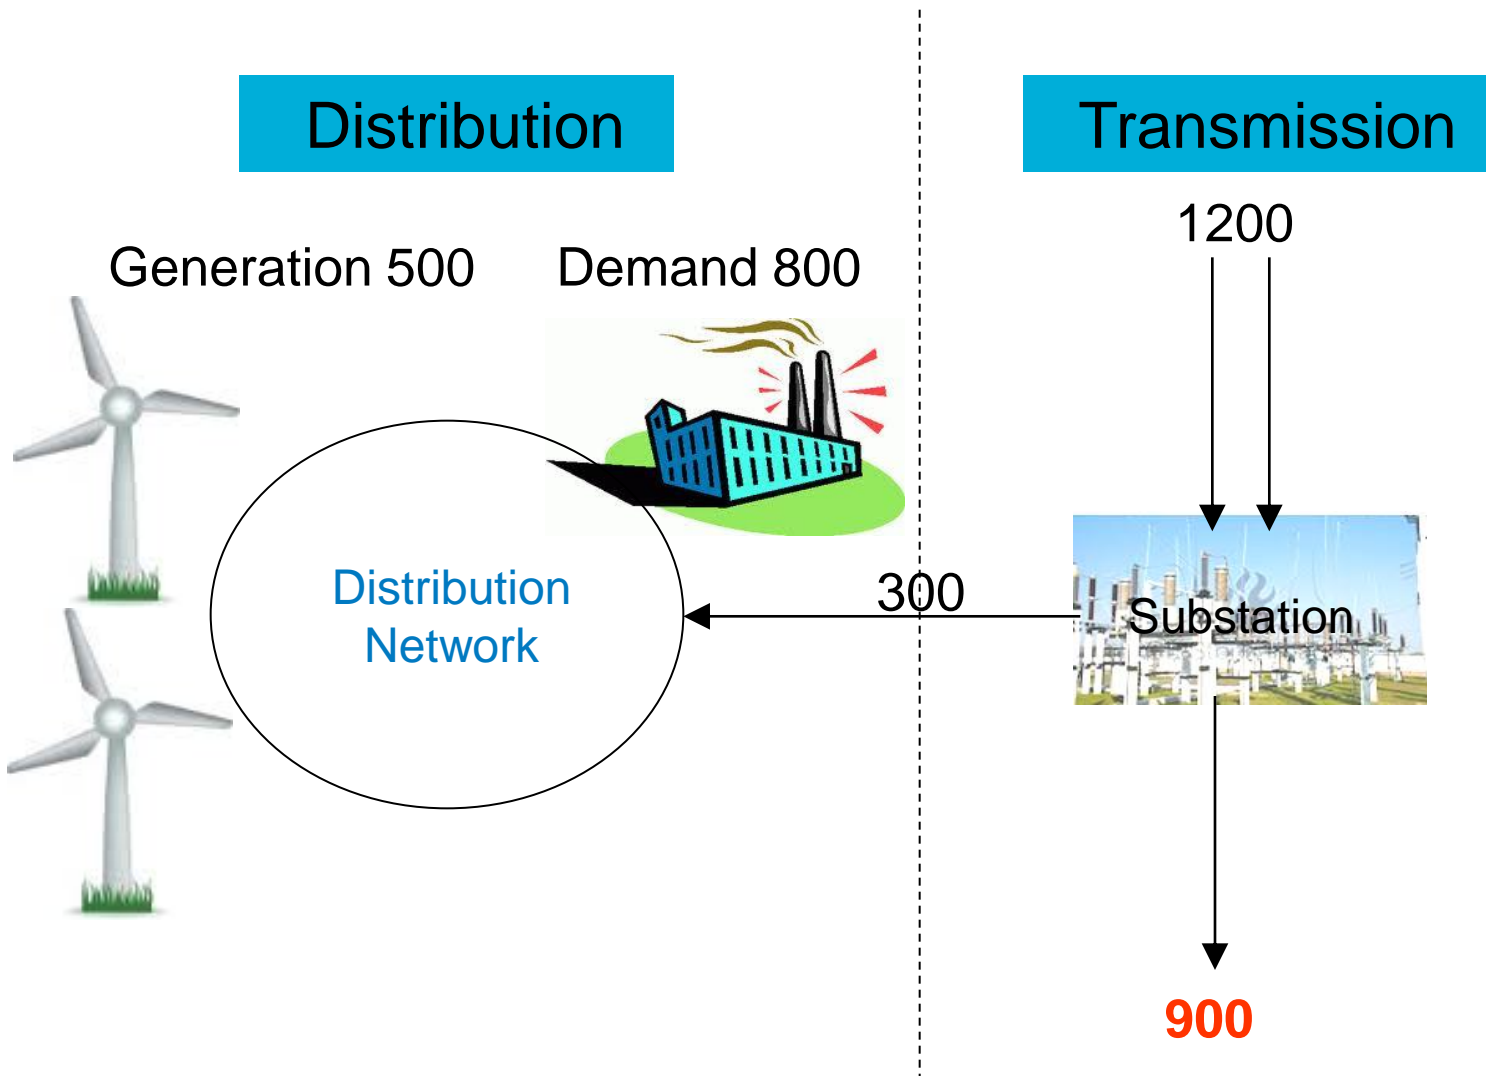 Distribution
Transmission
1200
Generation 500
Demand 800
Distribution
Network
300
Substation
900